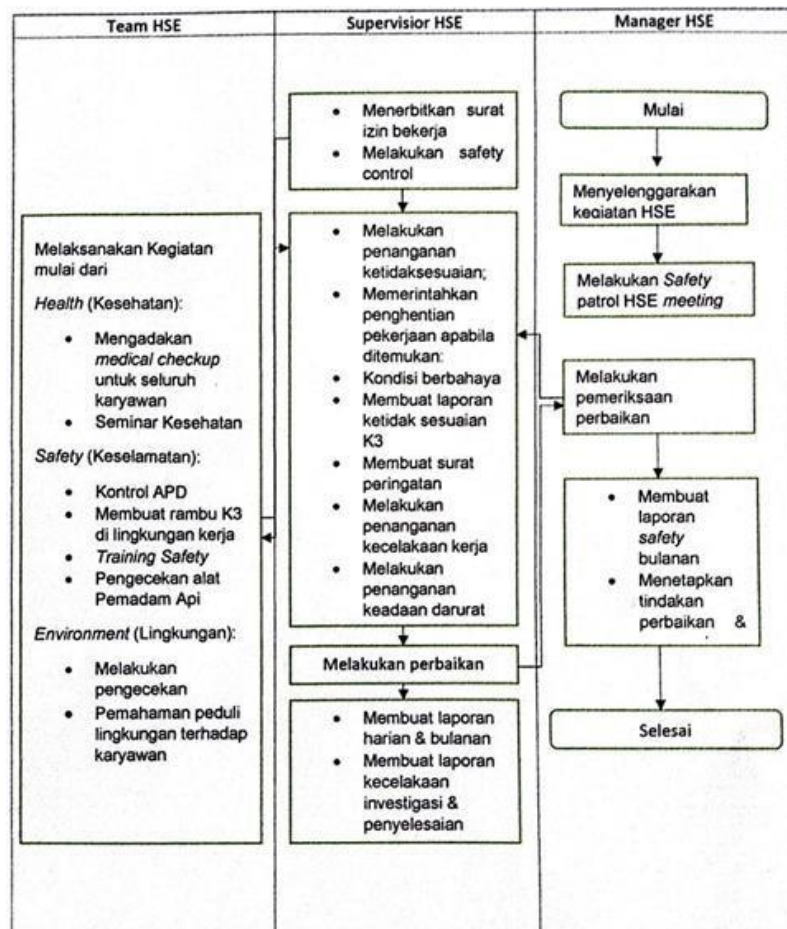 Team HSE
Supervisior HSE
Manager HSE
Melaksanakan Kegiatan
mulai dari
Health (Kesehatan):
• Mengadakan
medical checkup
untuk seluruh
karyawan
• Seminar Kesehatan
Safety (Keselamatan):
• Kontrol APD
• Membuat rambu K3
di lingkungan kerja
• Training Safety
• Pengecekan alat
Pemadam Api
Environment (Lingkungan):
• Melakukan
pengecekan
• Pemahaman peduli
lingkungan terhadap
karyawan
• Menerbitkan surat
izin bekerja
• Melakukan safety
control
• Melakukan
penanganan
ketidaksesuaian;
• Memerintahkan
penghentian
pekerjaan apabila
ditemukan:
• Kondisi berbahaya
• Membuat laporan
ketidak sesuaian
K3
• Membuat surat
peringatan
• Melakukan
penanganan
kecelakaan kerja
• Melakukan
penanganan
keadaan darurat
Melakukan perbaikan
• Membuat laporan
harian & bulanan
• Membuat laporan
kecelakaan
investigasi &
penyelesaian
Mulai
Menyelenggarakan
kegiatan HSE
Melakukan Safety
patrol HSE meeting
Melakukan
pemeriksaan
perbaikan
• Membuat
laporan
safety
bulanan
• Menetapkan
tindakan
perbaikan &
Selesai